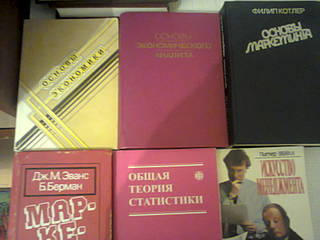 ОСНОВЫ
ЭКОНОМИКИ
ОСНОВЫ
ЭКОНОМИЧЕСКОГО
АНАЛИЗА
ФИЛИП КОТЛЕР
ОСНОВЫ
МАРКЕТИНГА
ДЖ.М.ЭВАНС
Б.БЕРМАН
МАР-
КЕ-
ОБЩАЯ
ТЕОРИЯ
СТАТИСТИКИ
ИСКУССТВО
МЕНЕДЖМЕНТА